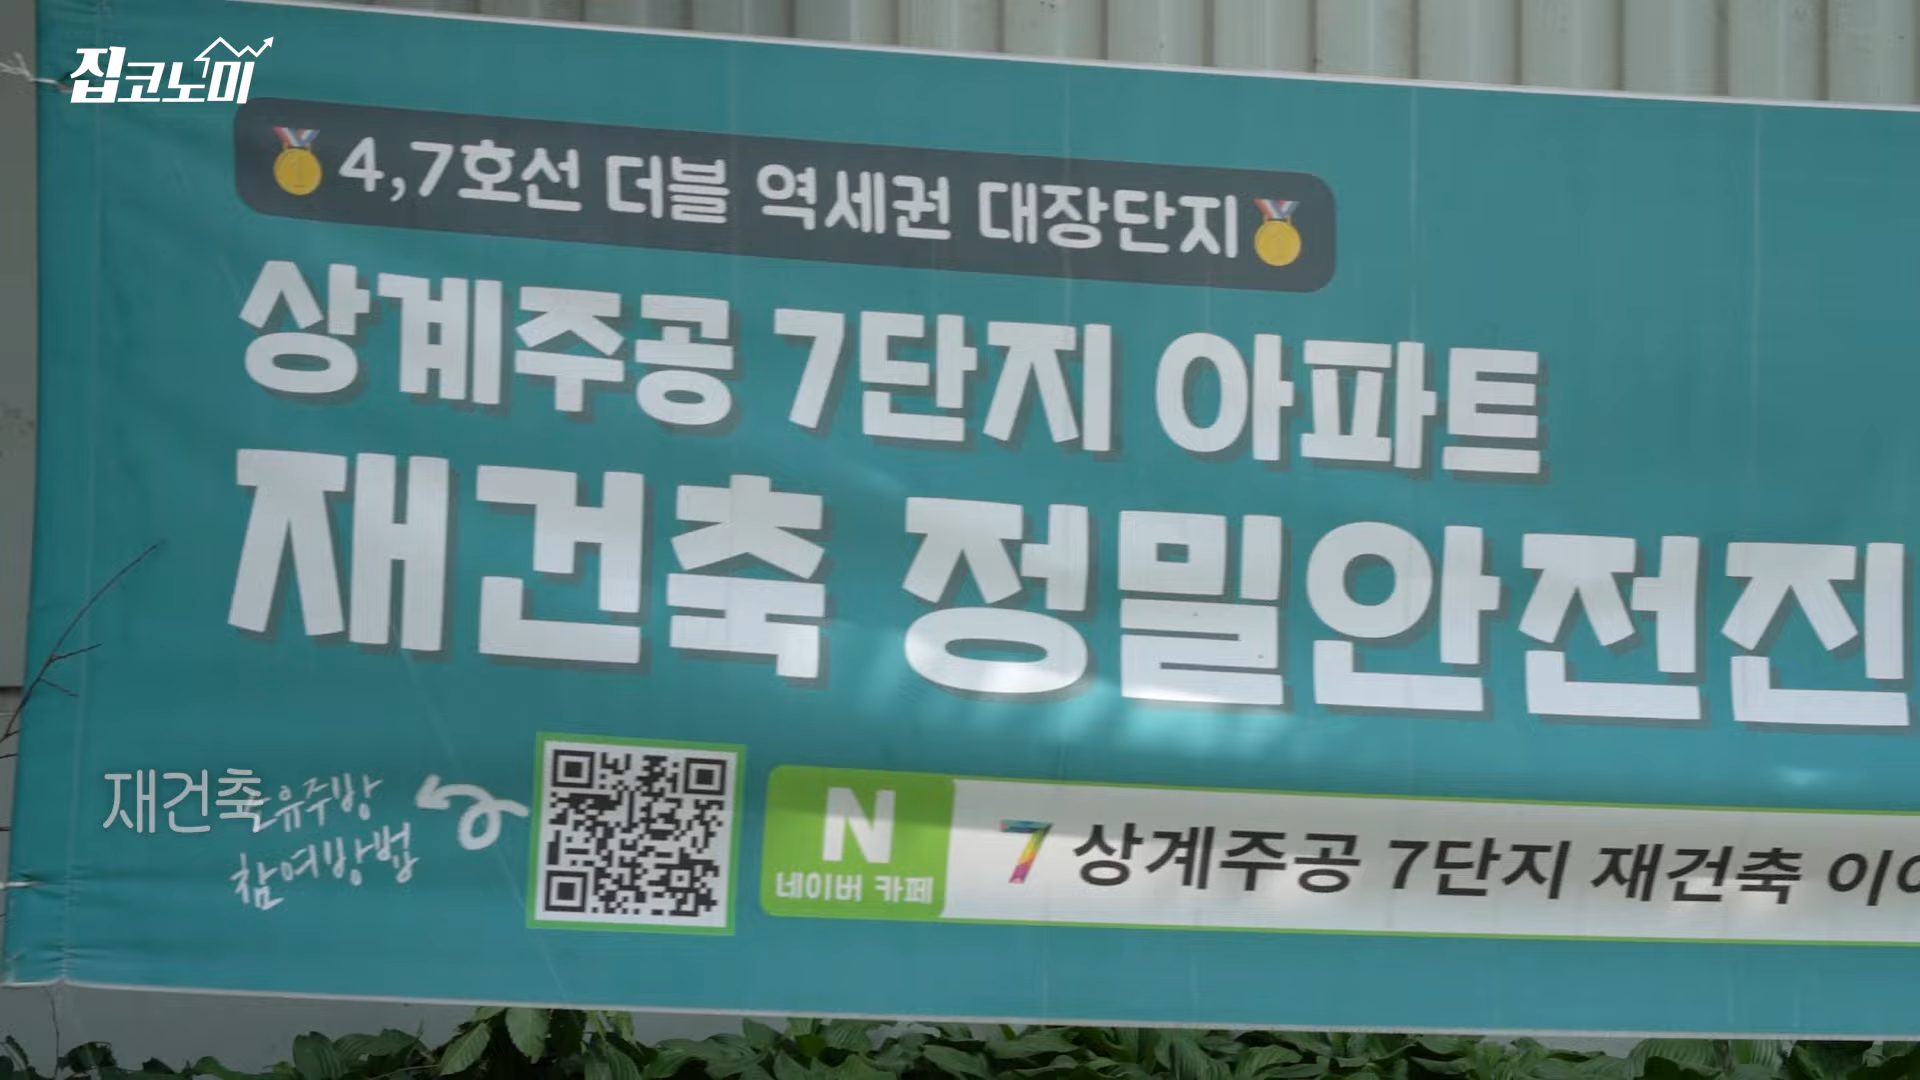 집코노미
4,7호선 더블 역세권 대장단지
상계주공 7단지 아파트
재건축 정밀안전진
재건축
유주방
참여방법
N
네이버 카페
7 상계주공 7단지 재건축